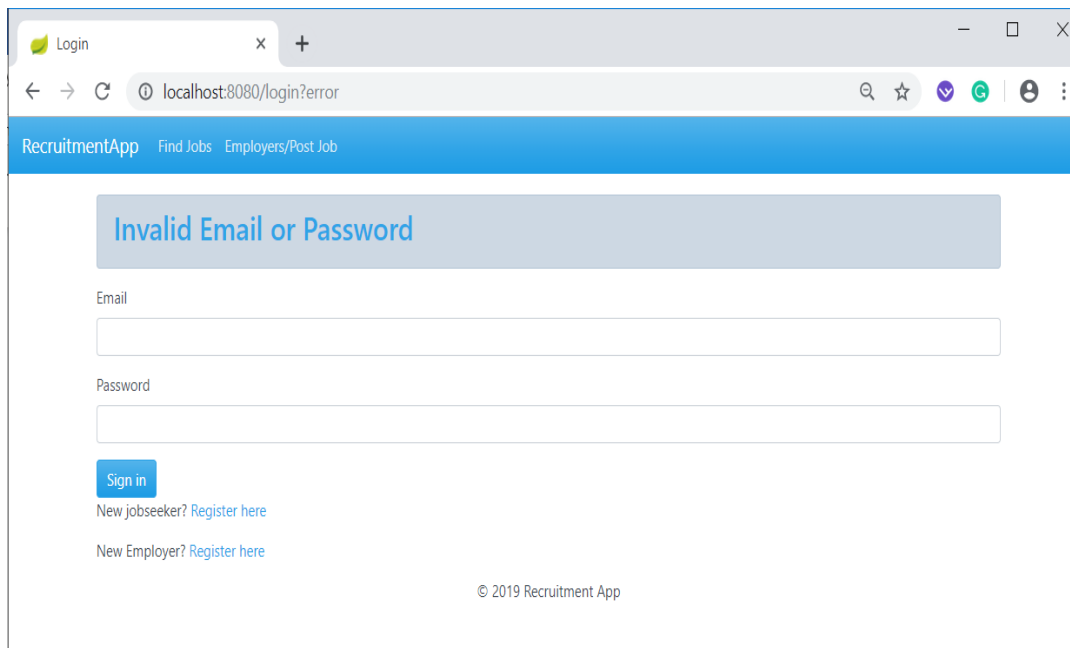 Login
localhost:8080/login?error
RecruitmentApp Find Jobs Employers/Post Job
Invalid Email or Password
Email
Password
Sign in
New jobseeker? Register here
New Employer? Register here
© 2019 Recruitment App